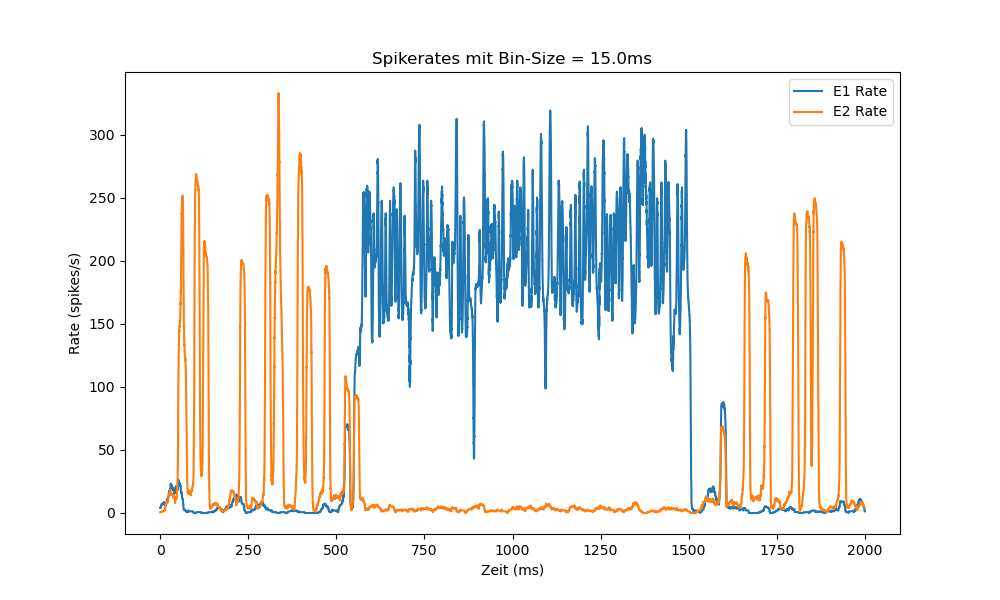 Spikerates mit Bin-Size = 15.0ms
E1 Rate
E2 Rate
Rate (spikes/s)
300
250
200
150
100
50
0
0 250 500 750 1000 1250 1500 1750 2000
Zeit (ms)